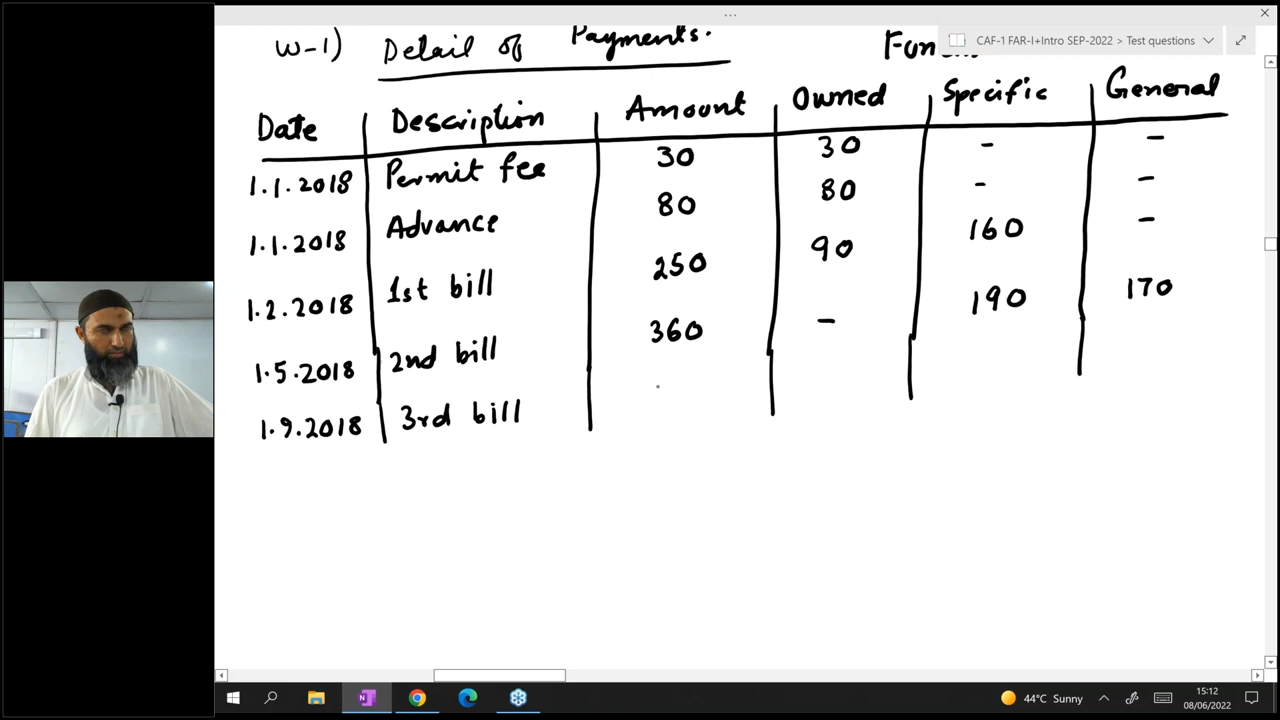 CAF-1 FAR-I+Intro SEP-2022 > Test questions
W-1) Detail of Payments.
Date Description Amount Owned Specific General
1.1.2018 Permit fee 30 30 - -
1.1.2018 Advance 80 80 - -
1.2.2018 1st bill 250 90 160 -
1.5.2018 2nd bill 360 - 190 170
1.9.2018 3rd bill
44°C Sunny
15:12
08/06/2022